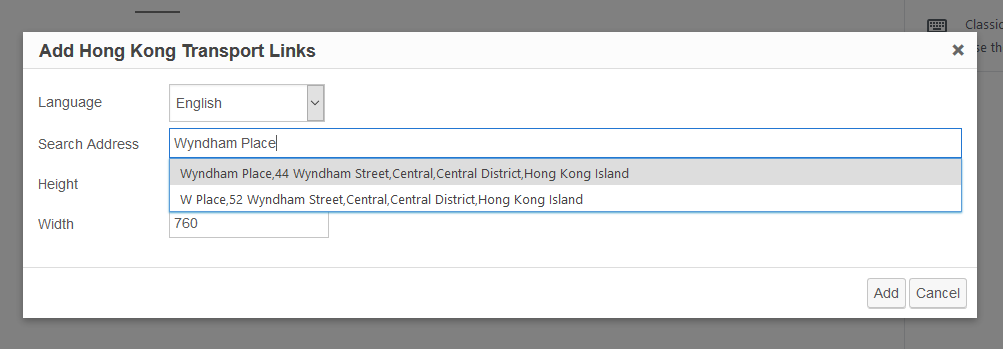 Classic
se th
Add Hong Kong Transport Links
Language
English
Search Address
Wyndham Place
Wyndham Place,44 Wyndham Street,Central,Central District,Hong Kong Island
Height
W Place,52 Wyndham Street,Central,Central District,Hong Kong Island
Width
760
Add
Cancel